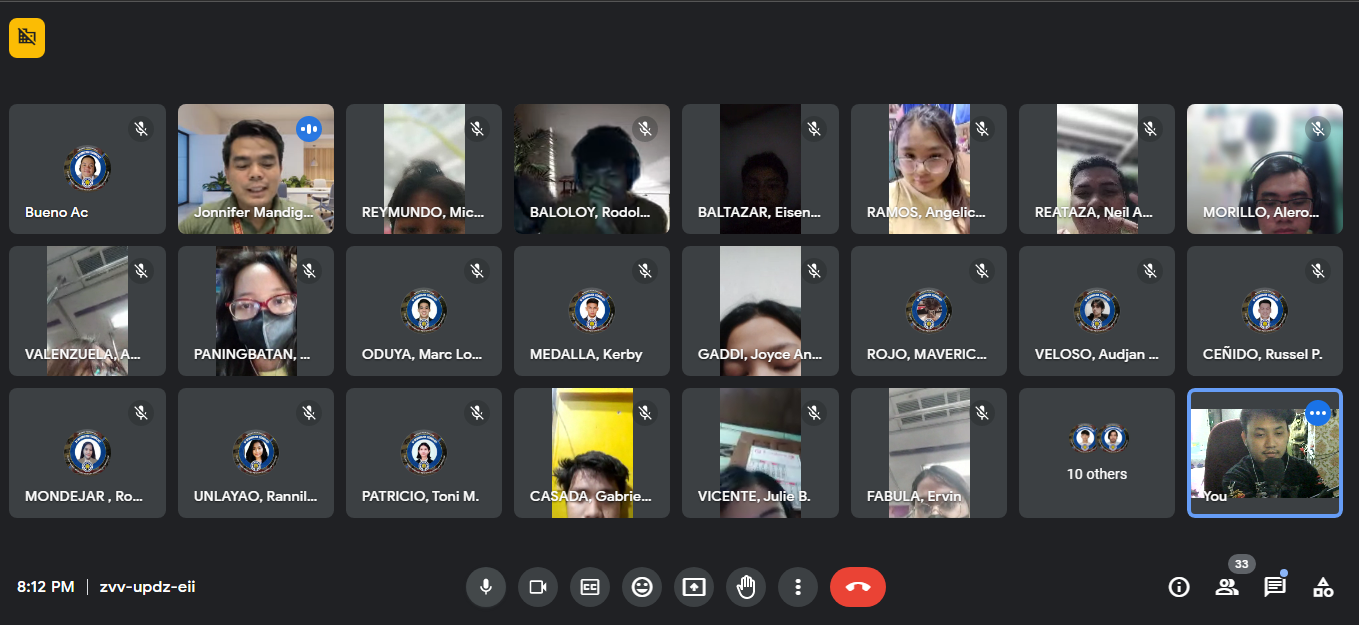 Bueno Ac
Jonnifer Mandig...
REYMUNDO, Mic...
BALOLOY, Rodol...
BALTAZAR, Eisen...
RAMOS, Angelic...
REATAZA, Neil A...
MORILLO, Alero...
VALENZUELA, A...
PANINGBATAN, ...
ODUYA, Marc Lo...
MEDALLA, Kerby
GADDI, Joyce An...
ROJO, MAVERIC...
VELOSO, Audjan ...
CEÑIDO, Russel P.
MONDEJAR , Ro...
UNLAYAO, Rannil...
PATRICIO, Toni M.
CASADA, Gabrie...
VICENTE, Julie B.
FABULA, Ervin
10 others
You
8:12 PM | zvv-updz-eii
CC
33